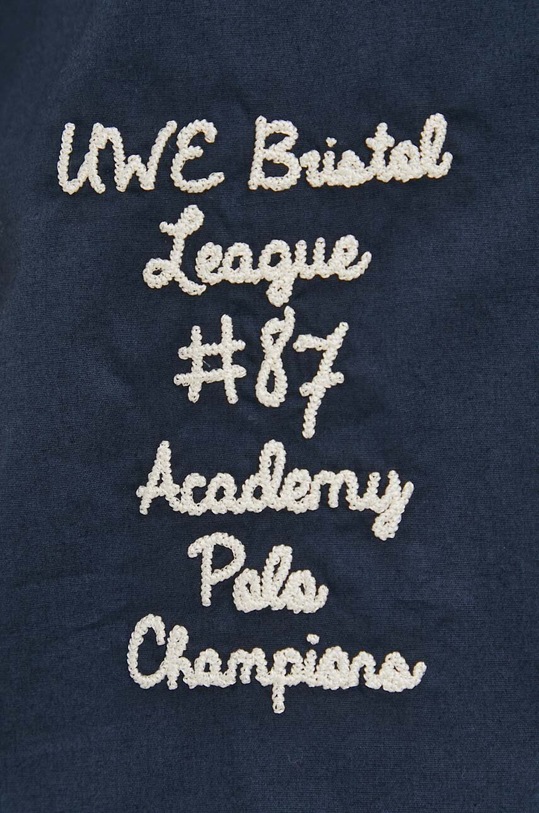 UWE Bristol
League
#87
Academy
Polo
Champions